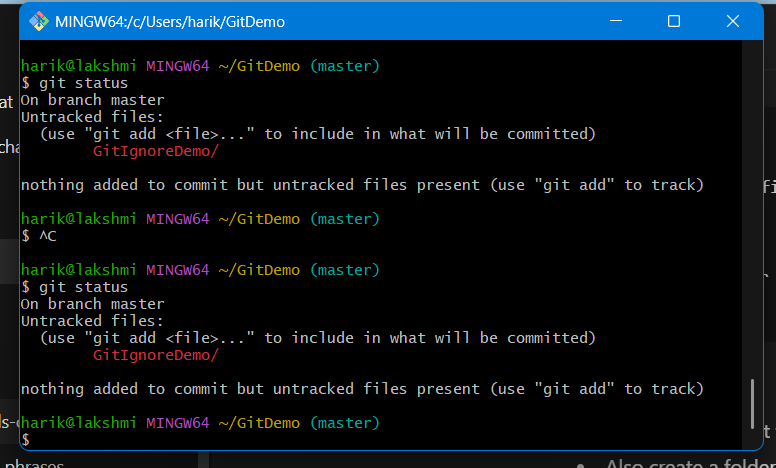 MINGW64:/c/Users/harik/GitDemo
harik@lakshmi MINGW64 ~/GitDemo (master)
$ git status
On branch master
Untracked files:
  (use "git add <file>..." to include in what will be committed)
        GitIgnoreDemo/
nothing added to commit but untracked files present (use "git add" to track)
harik@lakshmi MINGW64 ~/GitDemo (master)
$ ^C
harik@lakshmi MINGW64 ~/GitDemo (master)
$ git status
On branch master
Untracked files:
  (use "git add <file>..." to include in what will be committed)
        GitIgnoreDemo/
nothing added to commit but untracked files present (use "git add" to track)
harik@lakshmi MINGW64 ~/GitDemo (master)
$
phrases
Also create a folder